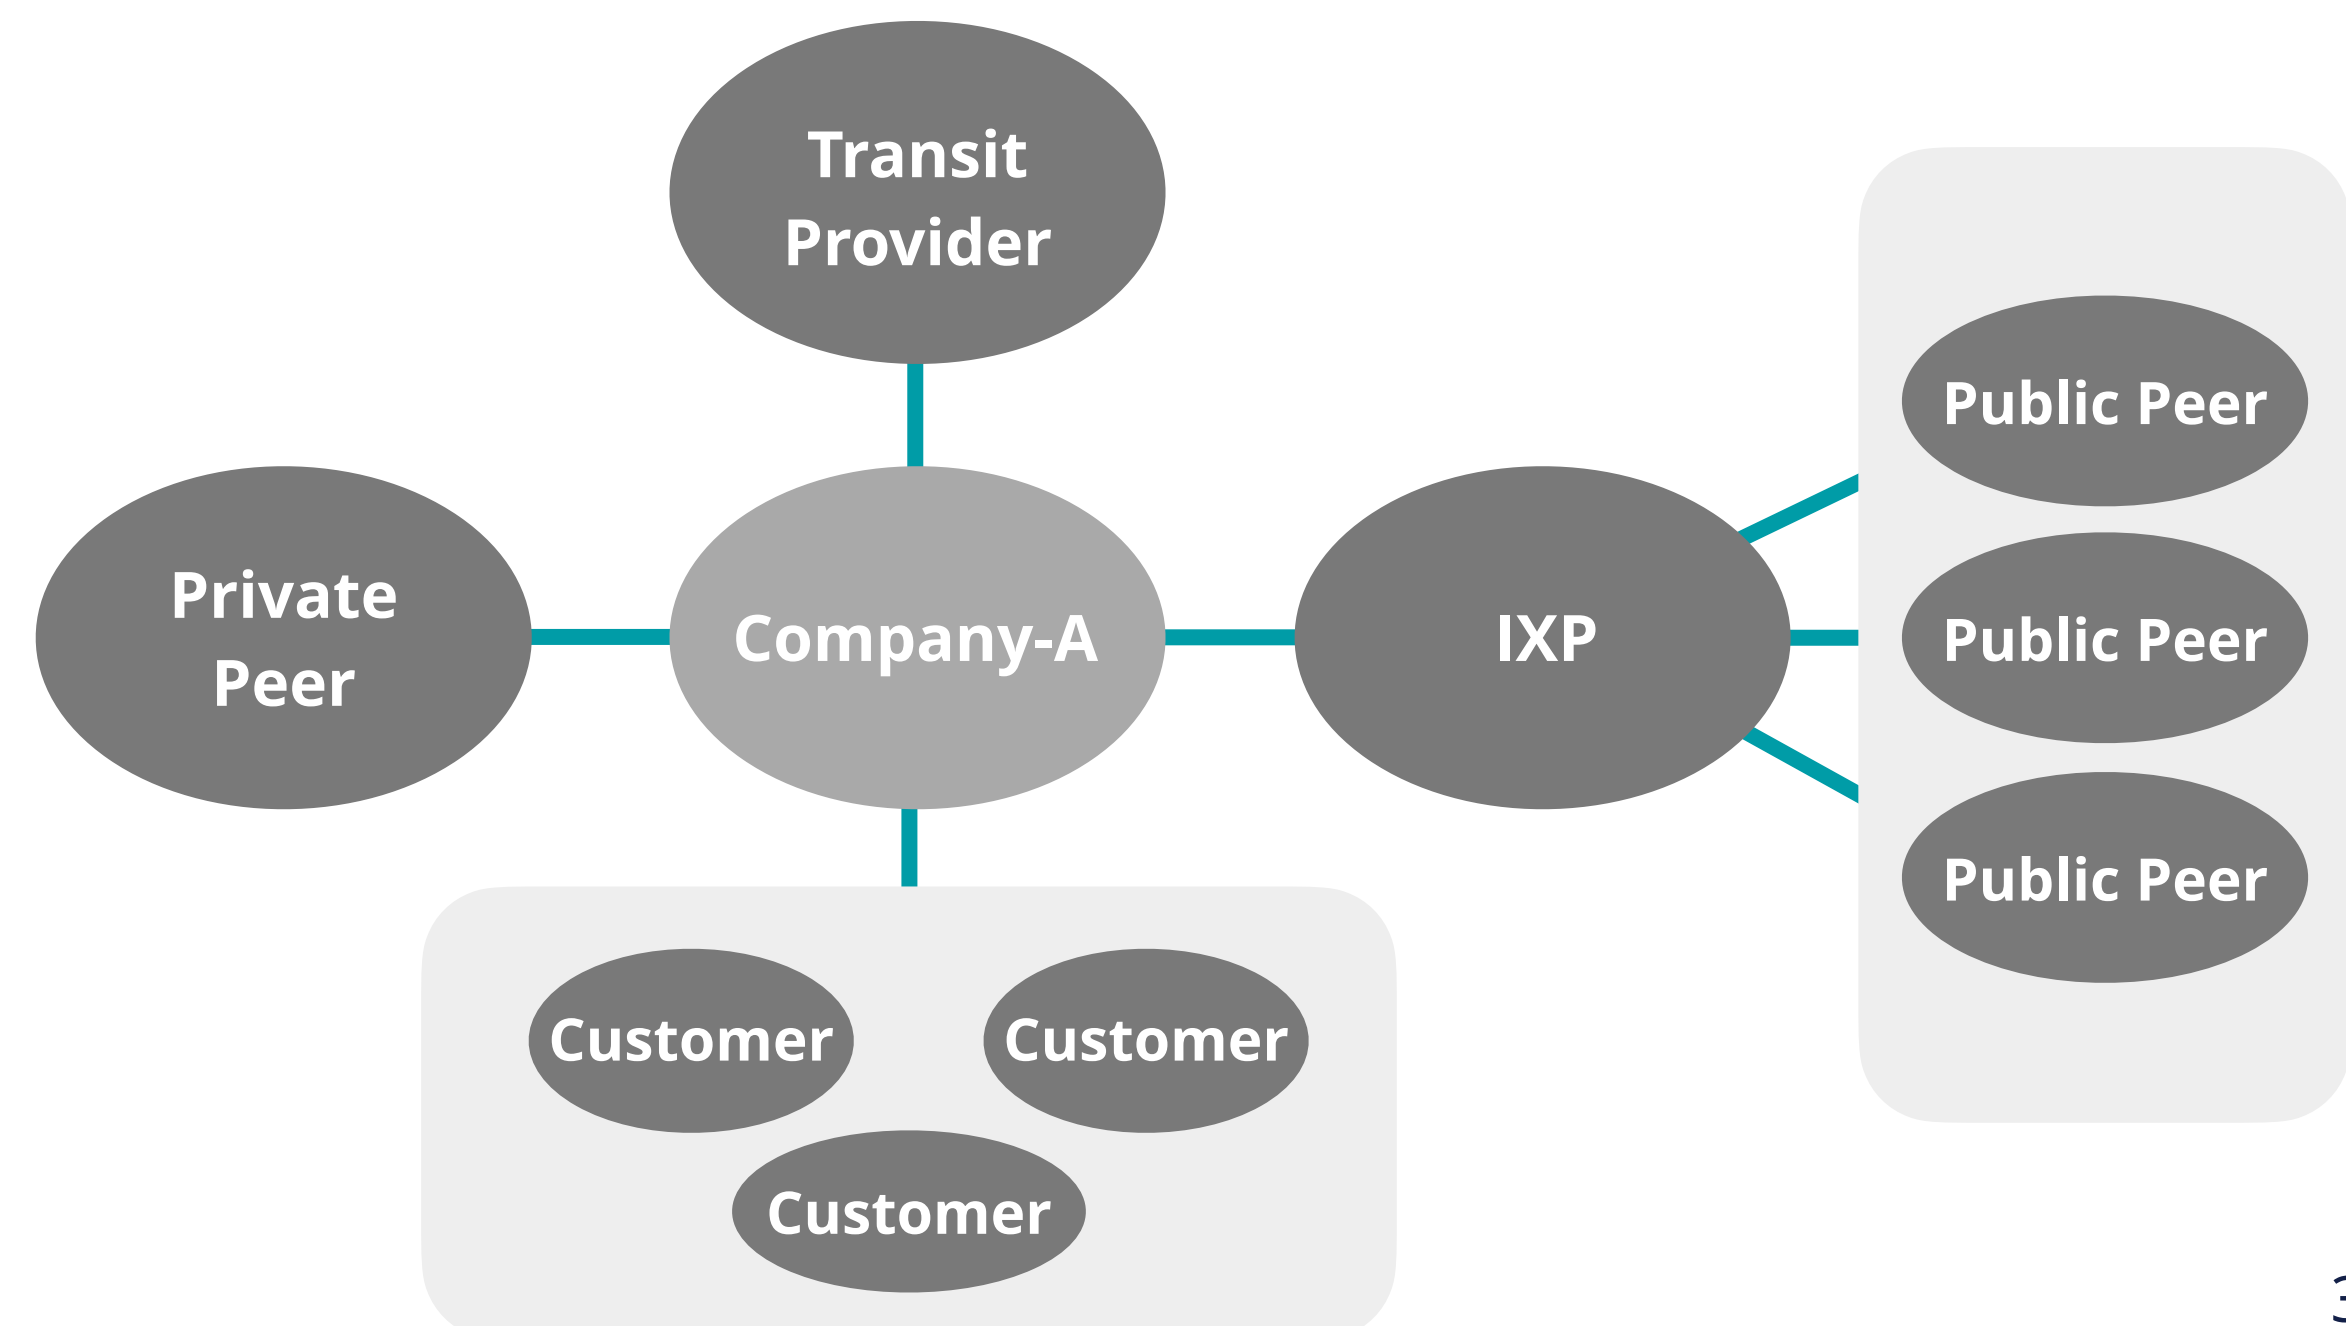 Transit
Provider
Public Peer
Private
Peer
Company-A
IXP
Public Peer
Public Peer
Customer
Customer
Customer